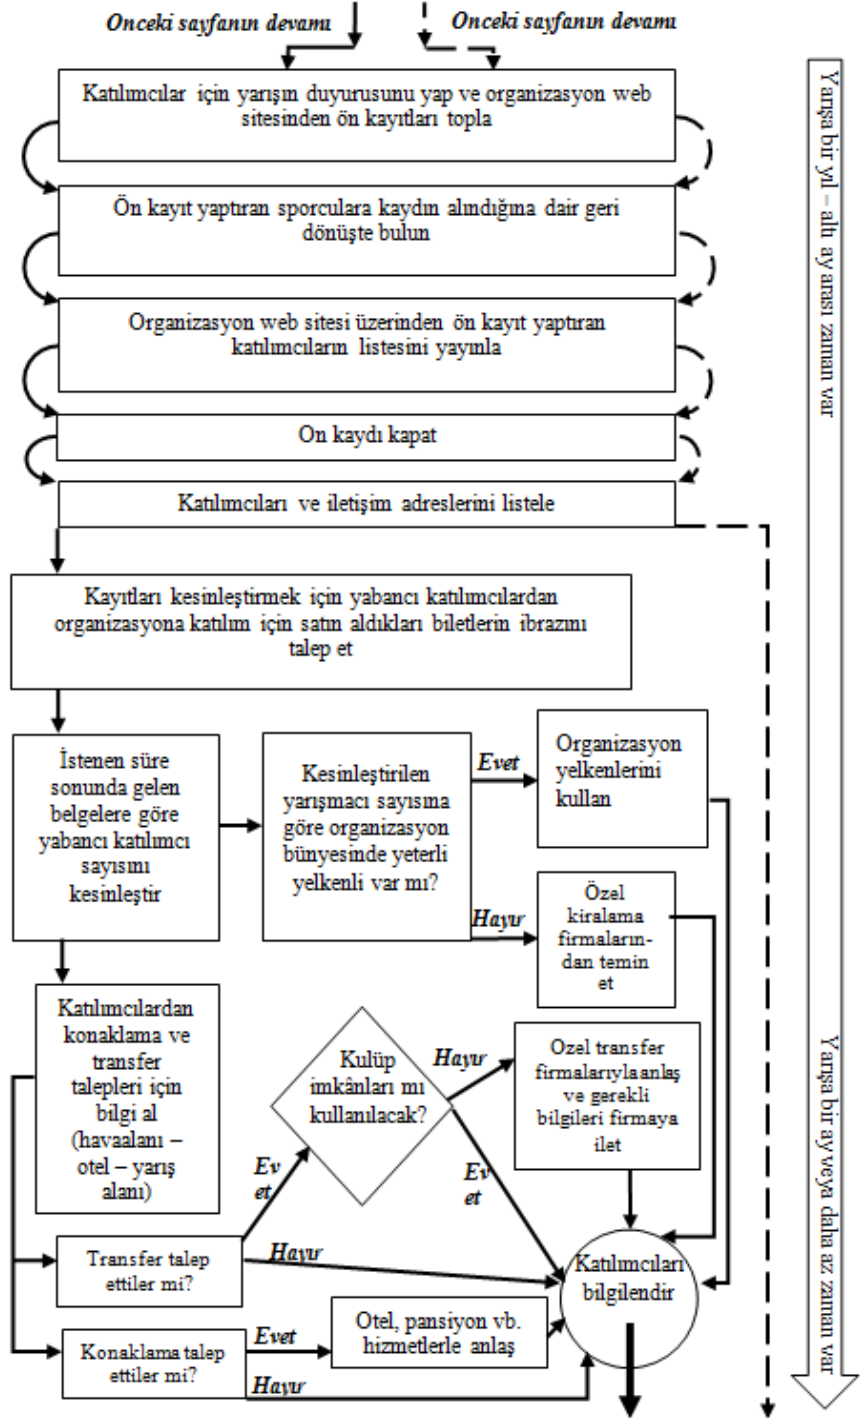 Onceki sayfanın devamı
Onceki sayfanın devamı
Katılımcılar için yarışın duyurusunu yap ve organizasyon web
sitesinden ön kayıtları topla
Ön kayıt yaptıran sporculara kaydın alındığına dair geri
dönüşte bulun
Organizasyon web sitesi üzerinden ön kayıt yaptıran
katılımcıların listesini yayınla
On kaydı kapat
Katılımcıları ve iletişim adreslerini listele
Yarışa bir yıl – altı ay arası zaman var
Kayıtları kesinleştirmek için yabancı katılımcılardan
organizasyona katılım için satın aldıkları biletlerin ibrazını
talep et
İstenen süre
sonunda gelen
belgelere göre
yabancı katılımcı
sayısını
kesinleştir
Kesinleştirilen
yarışmacı sayısına
göre organizasyon
bünyesinde yeterli
yelkenli var mı?
Evet
Organizasyon
yelkenlerini
kullan
Hayır
Özel
kiralama
firmaların-
dan temin
et
Katılımcılardan
konaklama ve
transfer
talepleri için
bilgi al
(havaalanı –
otel – yarış
alanı)
Kulüp
imkânları mı
kullanılacak?
Hayır
Ozel transfer
firmalarıyla anlaş
ve gerekli
bilgileri firmaya
ilet
Ev
et
Ev
et
Transfer talep
ettiler mi?
Hayır
Katılımcıları
bilgilendir
Konaklama talep
ettiler mi?
Evet
Otel, pansiyon vb.
hizmetlerle anlaş
Hayır
Yarışa bir ay veya daha az zaman var